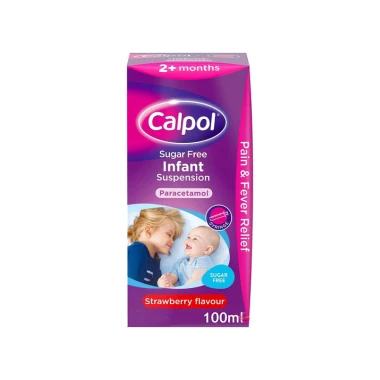 2+ months
Calpol®
Sugar Free
Infant
Suspension
Paracetamol
Pain & Fever Relief
SUGAR
FREE
Strawberry flavour
100ml